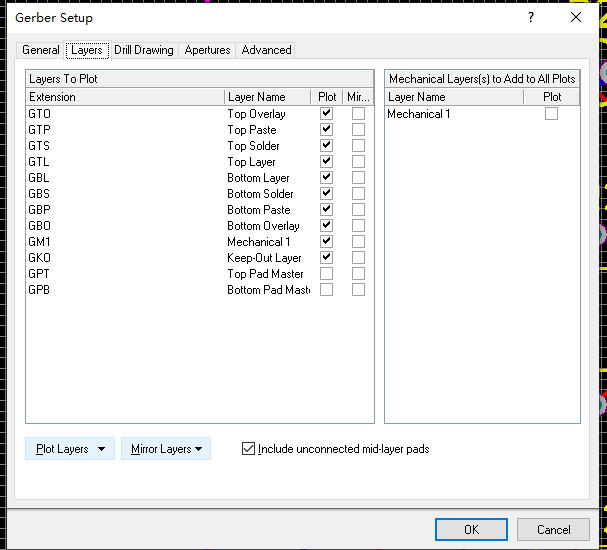 Gerber Setup
General Layers Drill Drawing Apertures Advanced
Layers To Plot
Extension Layer Name Plot Mir...
GTO Top Overlay
GTP Top Paste
GTS Top Solder
GTL Top Layer
GBL Bottom Layer
GBS Bottom Solder
GBP Bottom Paste
GBO Bottom Overlay
GM1 Mechanical 1
GKO Keep-Out Layer
GPT Top Pad Master
GPB Bottom Pad Maste
Mechanical Layers(s) to Add to All Plots
Layer Name Plot
Mechanical 1
Plot Layers Mirror Layers Include unconnected mid-layer pads
OK Cancel